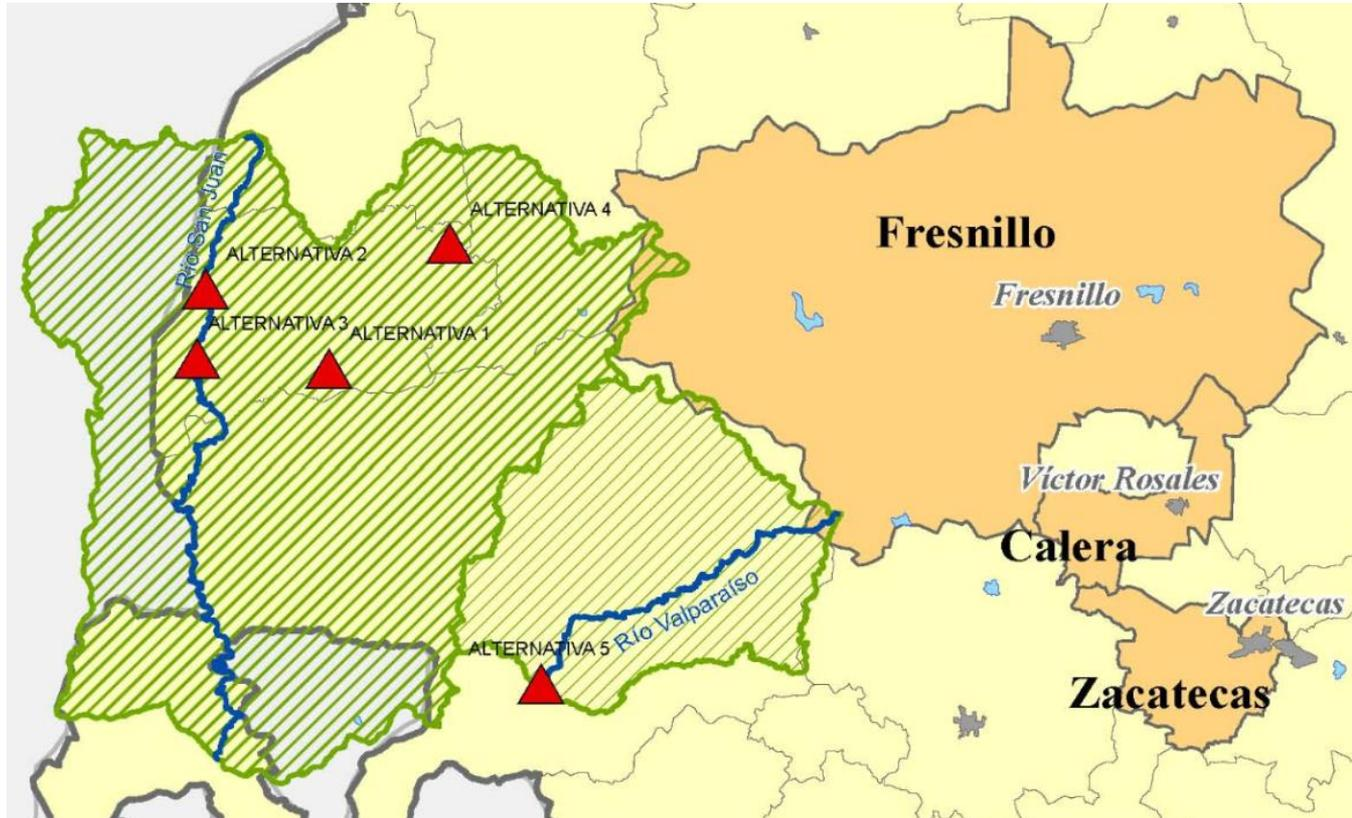 Río San Juan
ALTERNATIVA 4
ALTERNATIVA 2
ALTERNATIVA 3
ALTERNATIVA 1
Fresnillo
Fresnillo
Víctor Rosales
Calera
Río Valparaíso
Zacatecas
ALTERNATIVA 5
Zacatecas